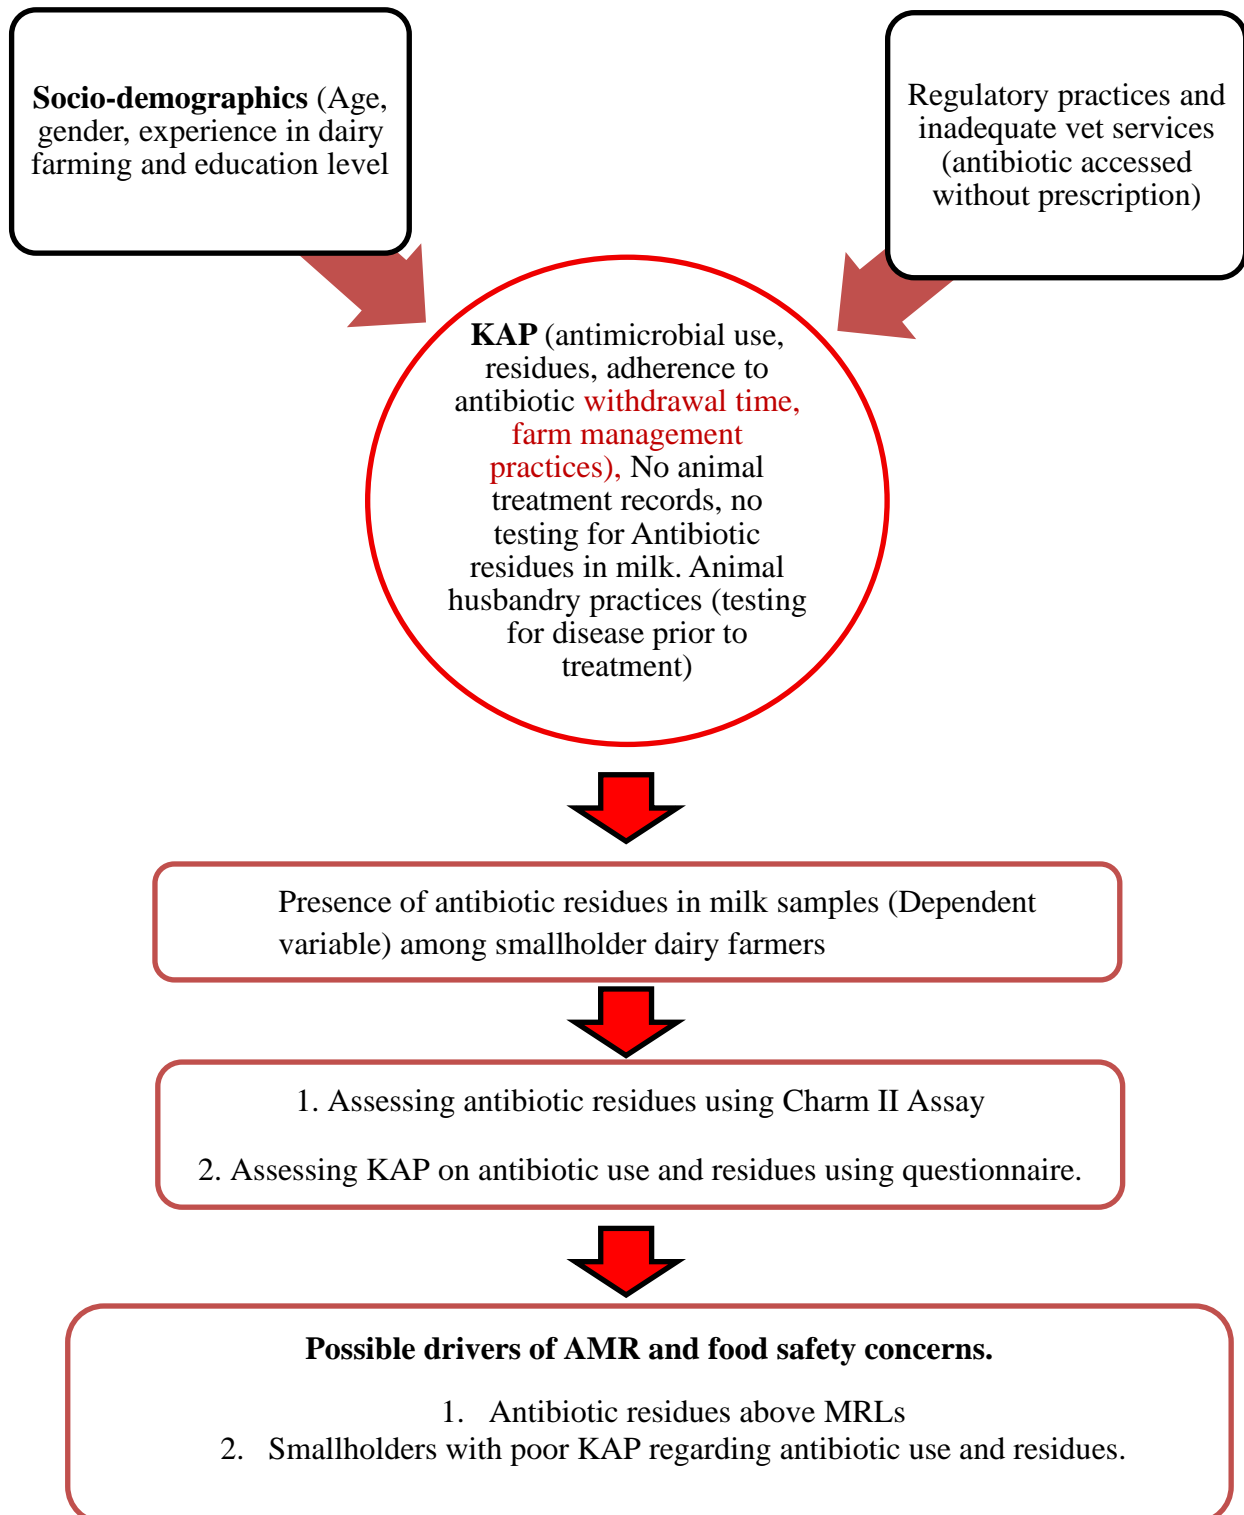 Socio-demographics (Age,
gender, experience in dairy
farming and education level
Regulatory practices and
inadequate vet services
(antibiotic accessed
without prescription)
KAP (antimicrobial use,
residues, adherence to
antibiotic withdrawal time,
farm management
practices), No animal
treatment records, no
testing for Antibiotic
residues in milk. Animal
husbandry practices (testing
for disease prior to
treatment)
Presence of antibiotic residues in milk samples (Dependent
variable) among smallholder dairy farmers
1. Assessing antibiotic residues using Charm II Assay
2. Assessing KAP on antibiotic use and residues using questionnaire.
Possible drivers of AMR and food safety concerns.
1. Antibiotic residues above MRLs
2. Smallholders with poor KAP regarding antibiotic use and residues.